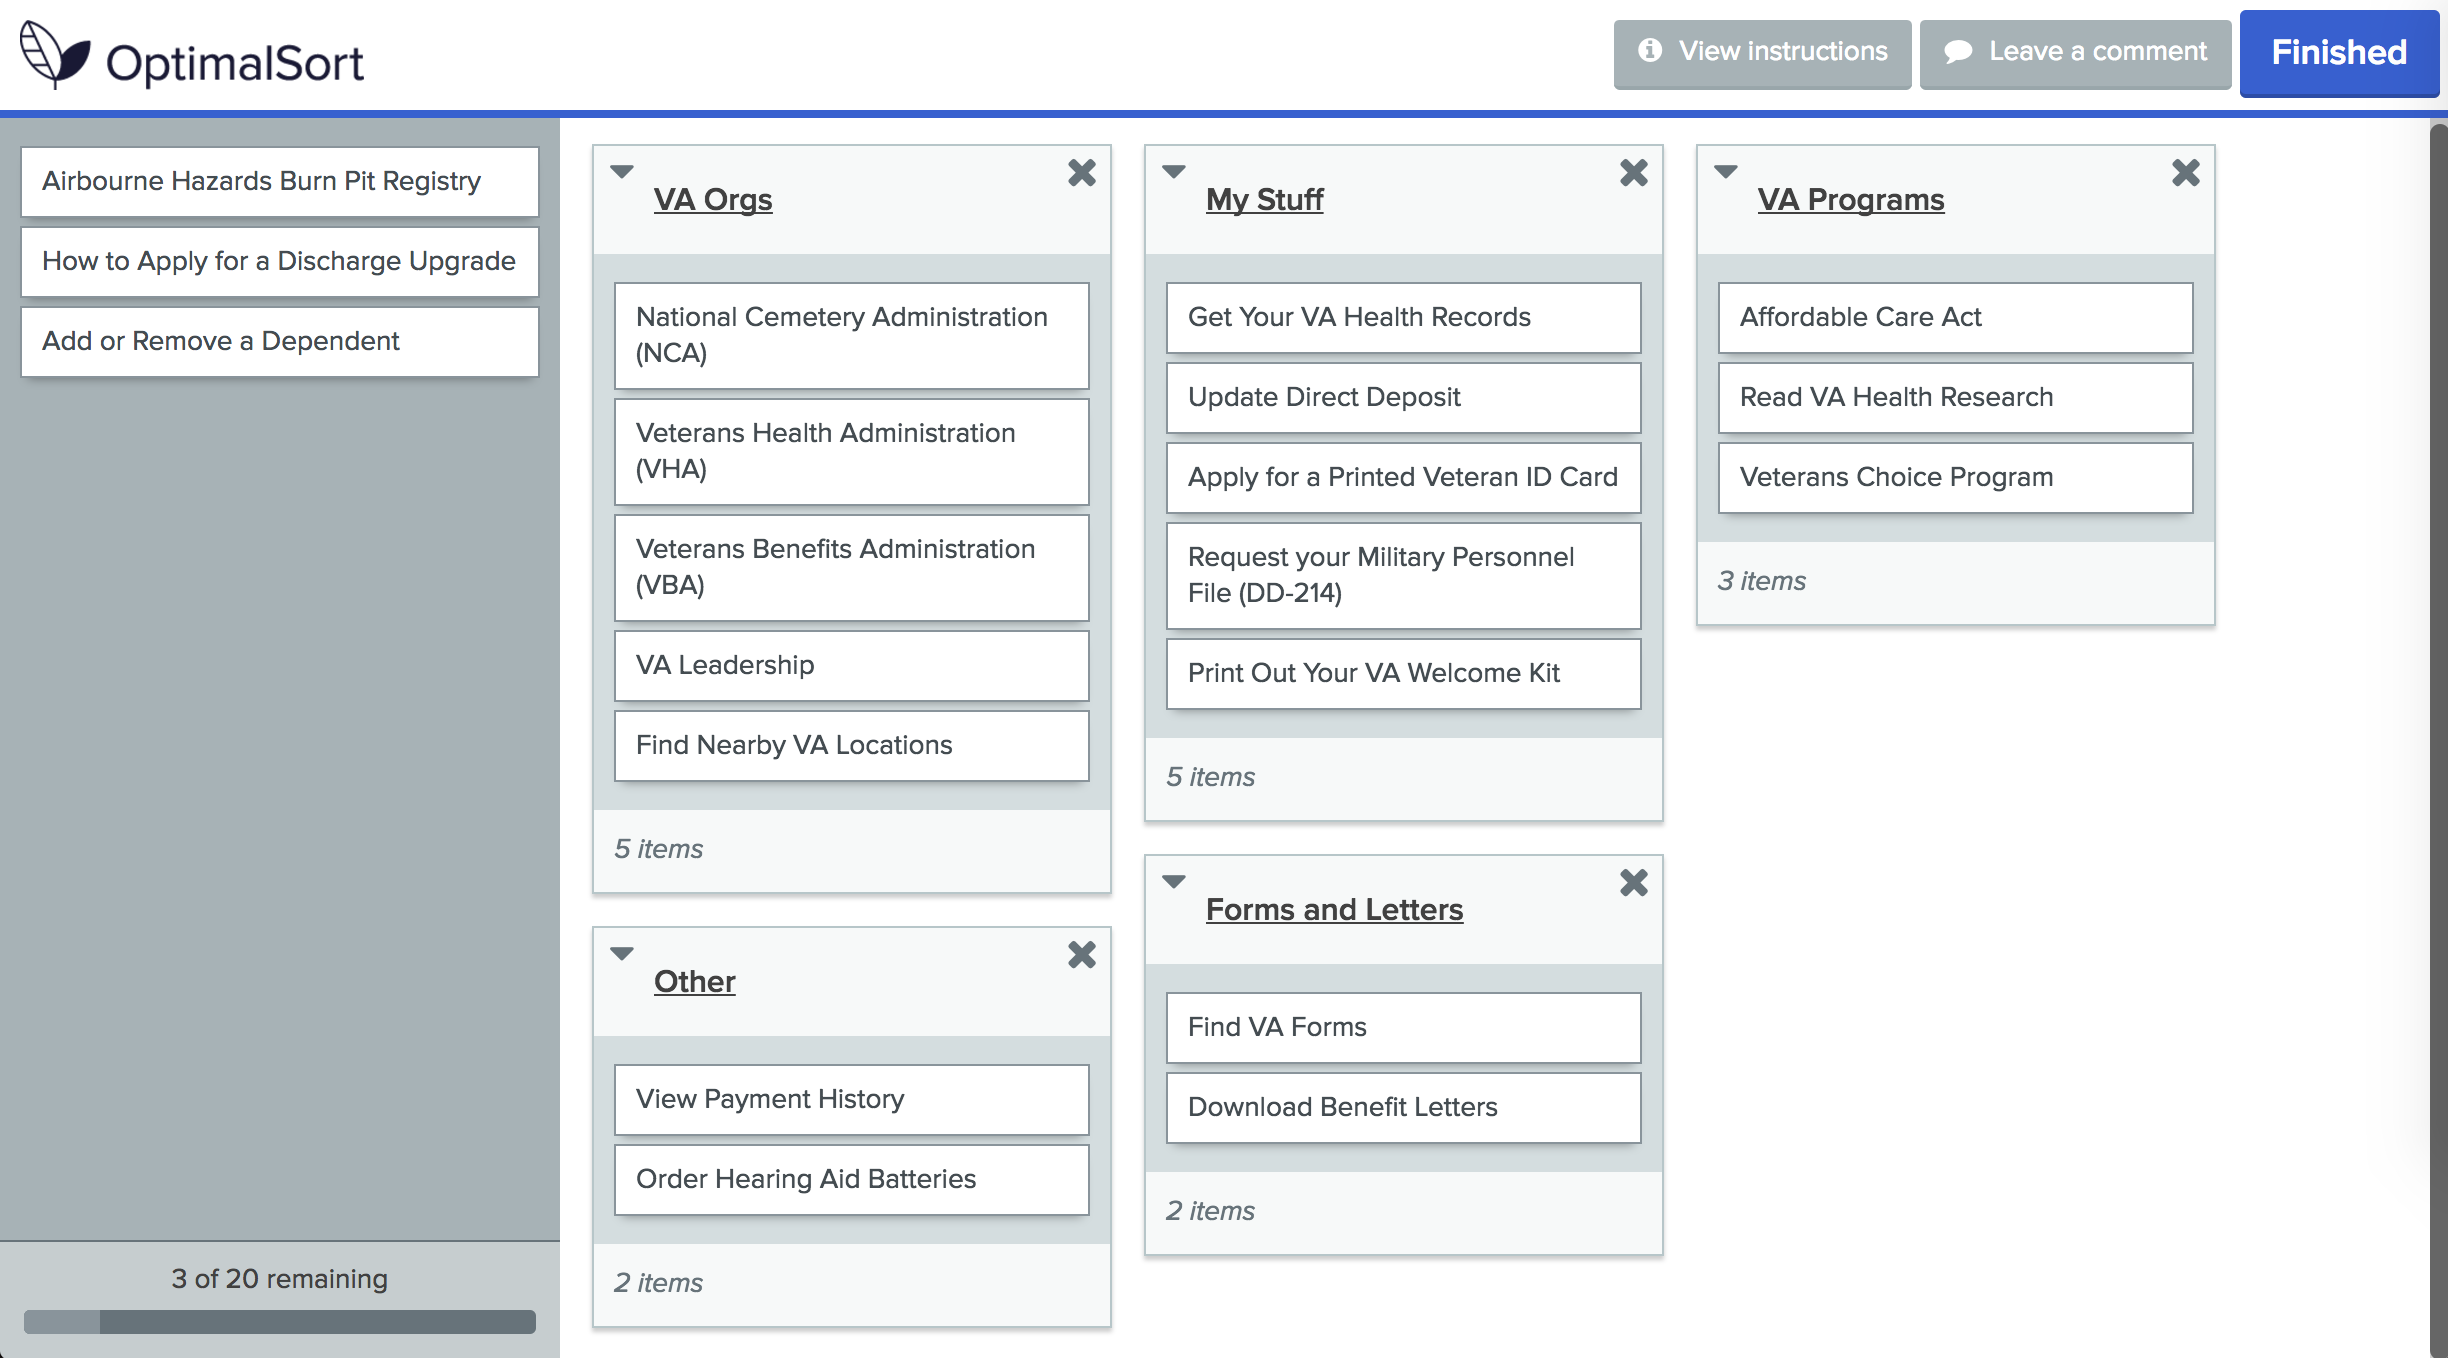 OptimalSort
View instructions
Leave a comment
Finished
Airbourne Hazards Burn Pit Registry
How to Apply for a Discharge Upgrade
Add or Remove a Dependent
3 of 20 remaining
VA Orgs
National Cemetery Administration
(NCA)
Veterans Health Administration
(VHA)
Veterans Benefits Administration
(VBA)
VA Leadership
Find Nearby VA Locations
5 items
Other
View Payment History
Order Hearing Aid Batteries
2 items
My Stuff
Get Your VA Health Records
Update Direct Deposit
Apply for a Printed Veteran ID Card
Request your Military Personnel
File (DD-214)
Print Out Your VA Welcome Kit
5 items
Forms and Letters
Find VA Forms
Download Benefit Letters
2 items
VA Programs
Affordable Care Act
Read VA Health Research
Veterans Choice Program
3 items